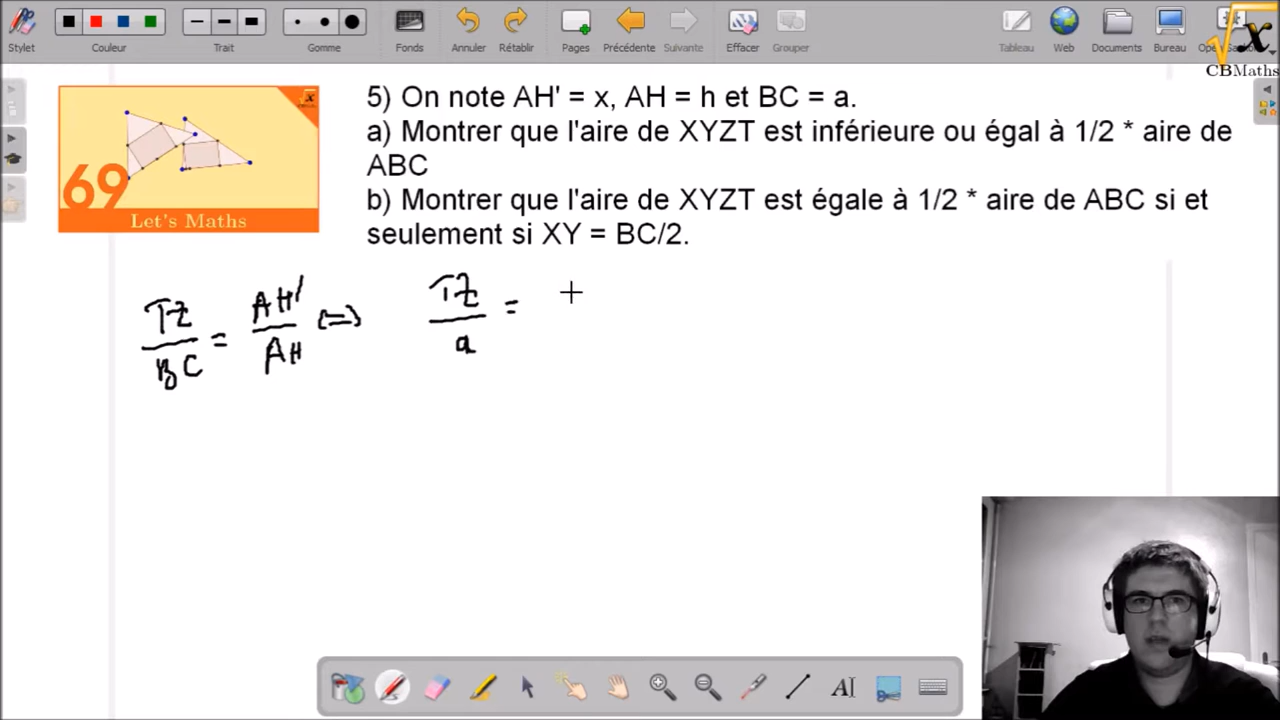 Stylet
Couleur
Trait
Gomme
Fonds
Annuler
Rétablir
Pages
Précédente
Suivante
Effacer
Grouper
Tableau
Web
Documents
Bureau
x
CBMaths
69
Let's Maths
5) On note AH' = x, AH = h et BC = a.
a) Montrer que l'aire de XYZT est inférieure ou égal à 1/2 * aire de
ABC
b) Montrer que l'aire de XYZT est égale à 1/2 * aire de ABC si et
seulement si XY = BC/2.
TZ/BC = AH'/AH (=) TZ/a =
AI